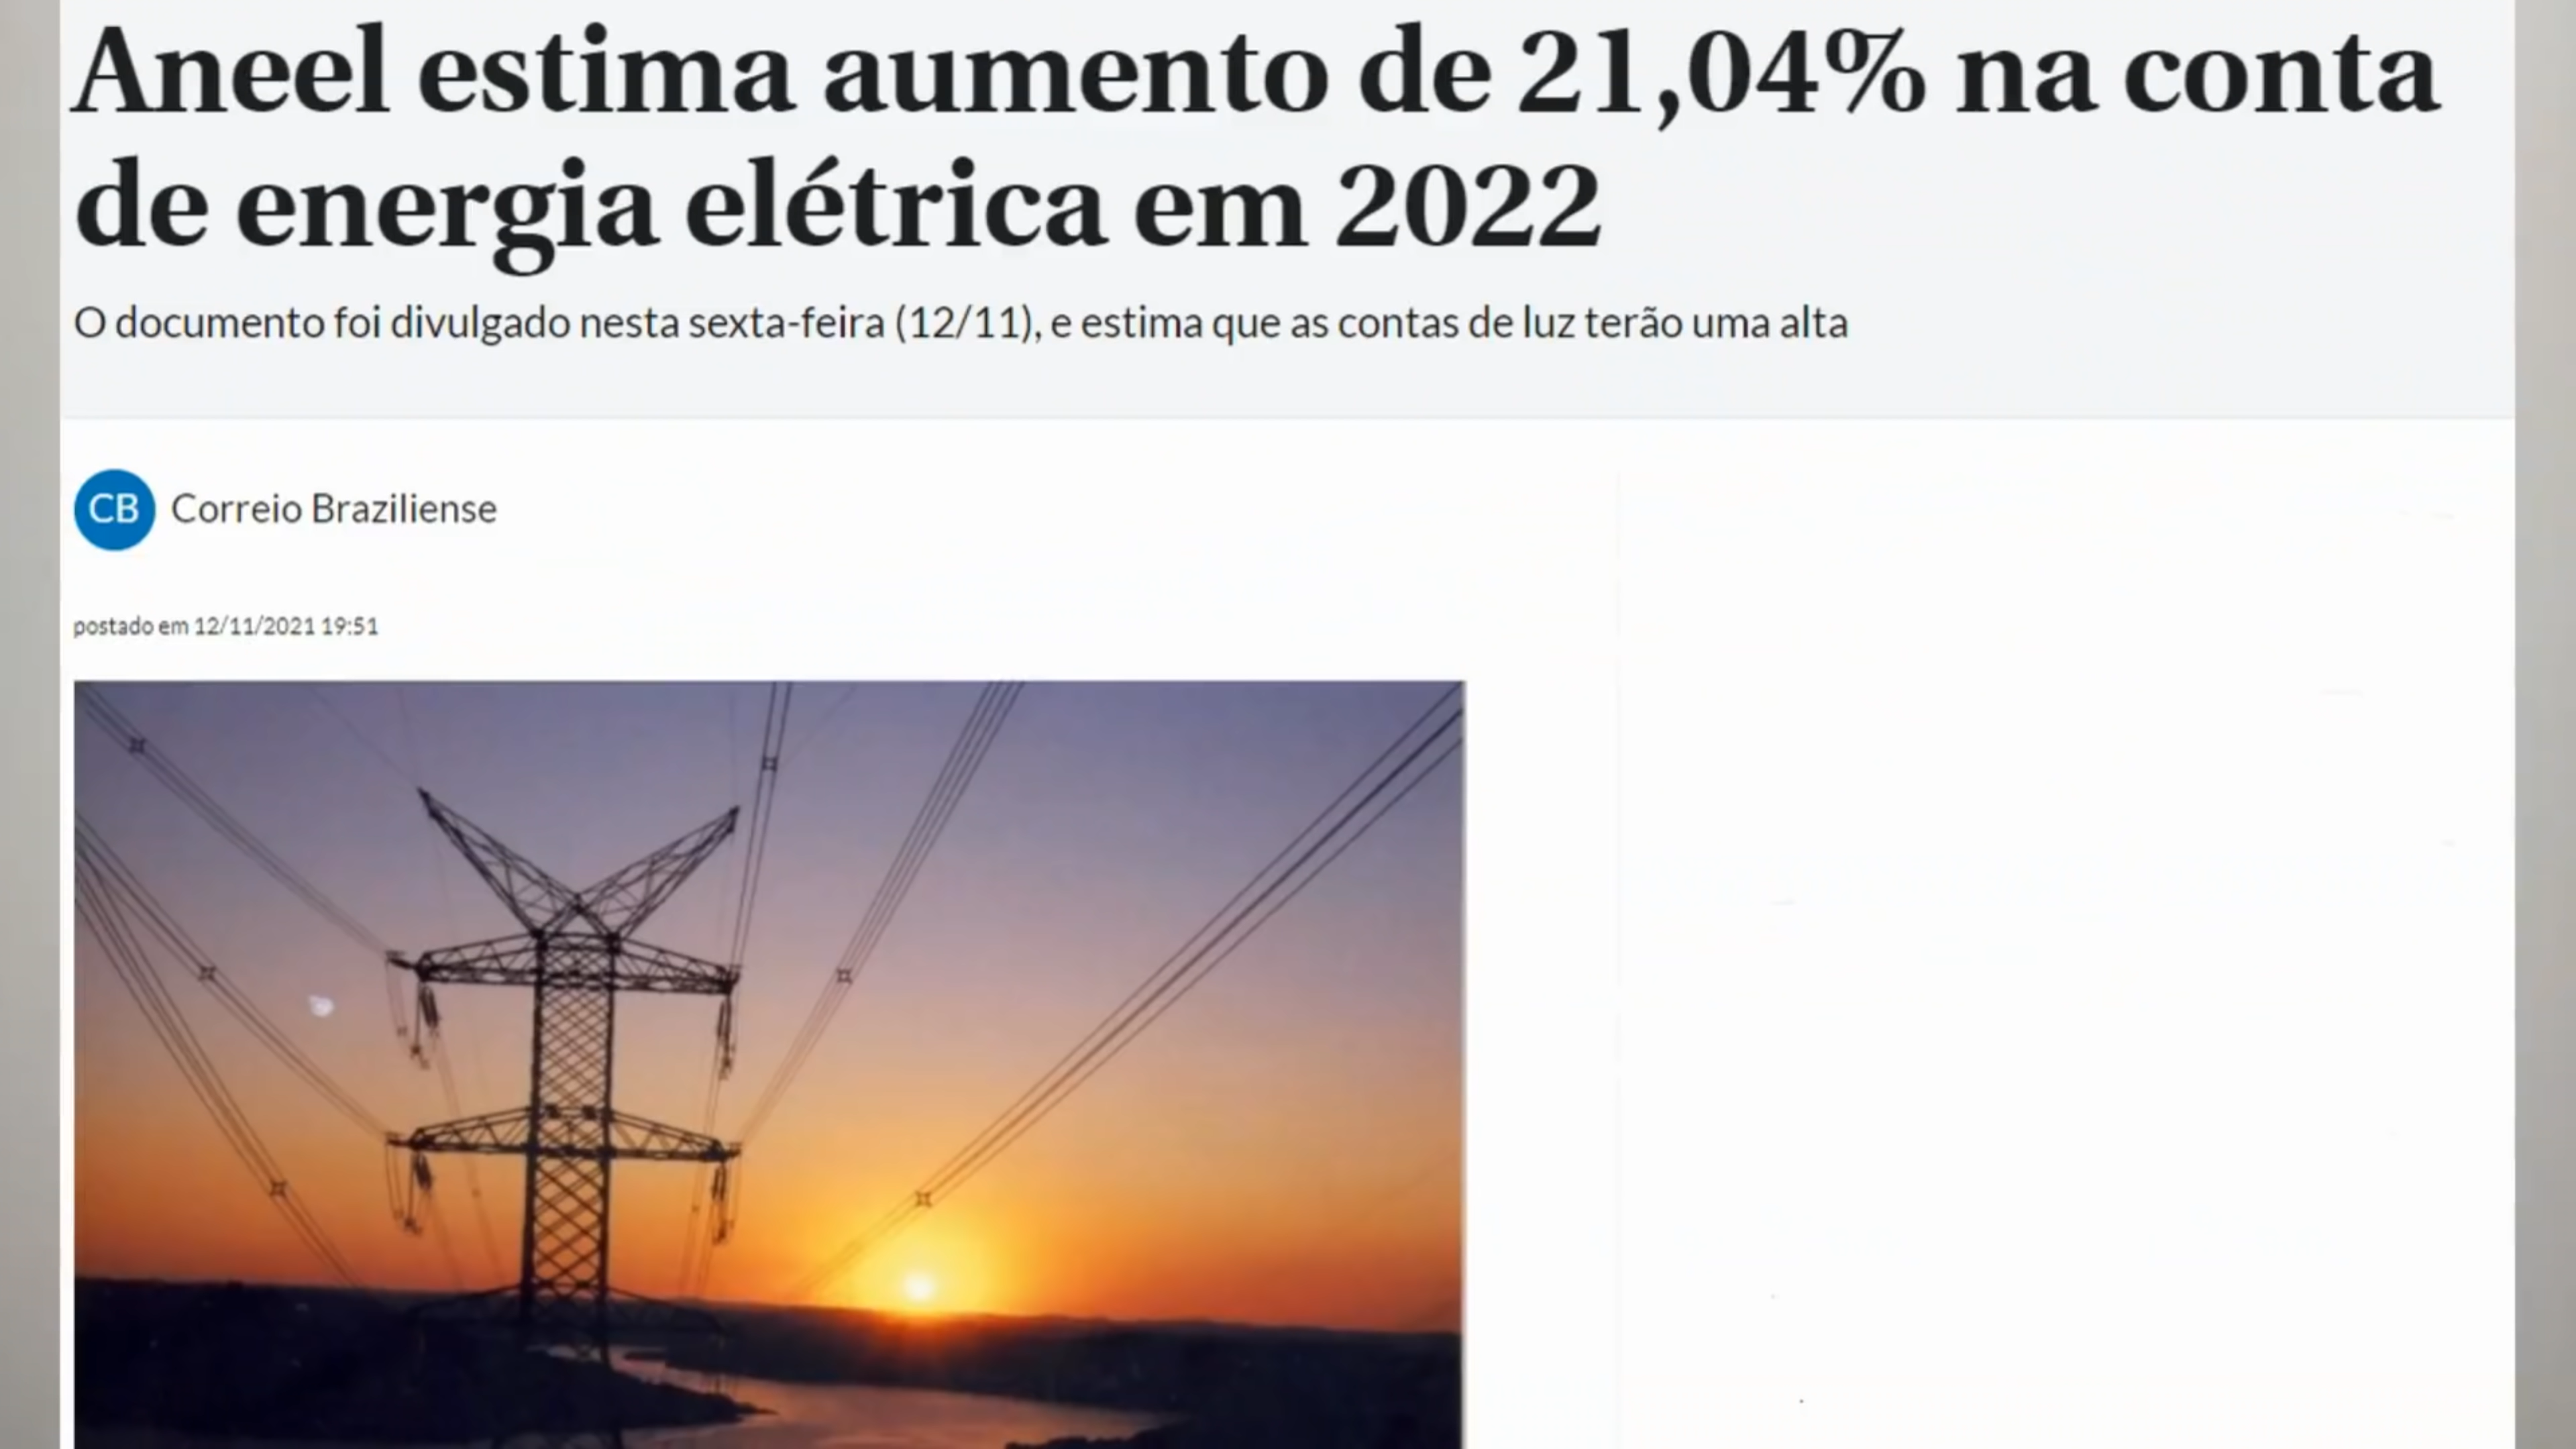 Aneel estima aumento de 21,04% na conta
de energia elétrica em 2022
O documento foi divulgado nesta sexta-feira (12/11), e estima que as contas de luz terão uma alta
CB Correio Braziliense
postado em 12/11/2021 19:51